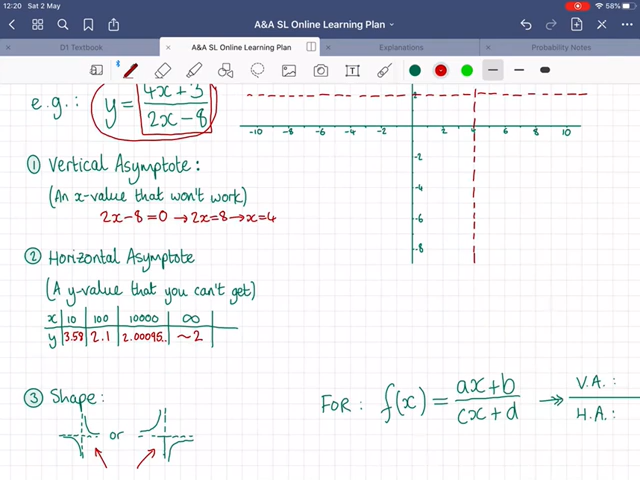 12:20 Sat 2 May
58%
A&A SL Online Learning Plan
D1 Textbook
A&A SL Online Learning Plan
Explanations
Probability Notes
e.g.: y = 4x + 3 / 2x − 8
① Vertical Asymptote:
(An x-value that won't work)
2x − 8 = 0 → 2x = 8 → x = 4
② Horizontal Asymptote
(A y-value that you can't get)
x 10 100 10000 ∞
y 3.58 2.1 2.00095.. ~2
③ Shape:
or
2
-10 -8 -6 -4 -2 2 4 6 8 10
-2
-4
-6
-8
FOR: f(x) = ax + b / cx + d →» V.A.:
H.A.: